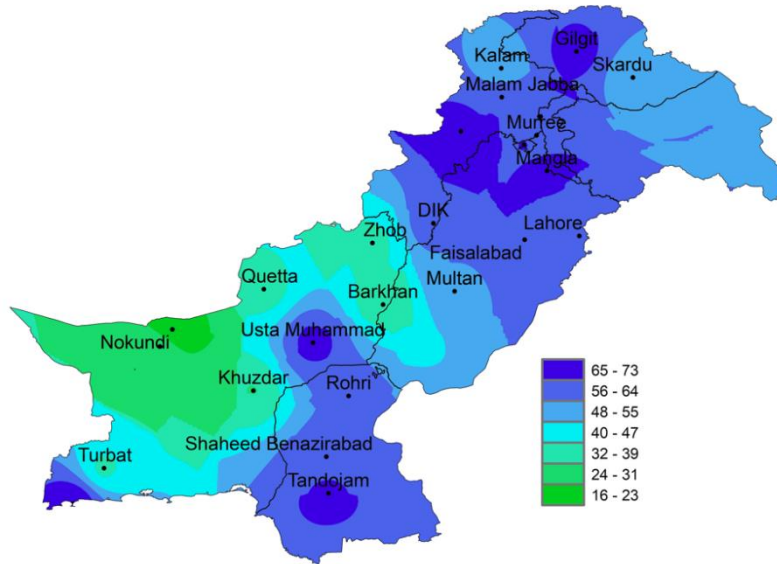 Gilgit
Kalam
Skardu
Malam Jabba
Murree
Mangla
DIK
Lahore
Zhob
Faisalabad
Quetta
Multan
Barkhan
Usta Muhammad
Nokundi
Khuzdar
Rohri
Shaheed Benazirabad
Turbat
Tandojam
65 - 73
56 - 64
48 - 55
40 - 47
32 - 39
24 - 31
16 - 23